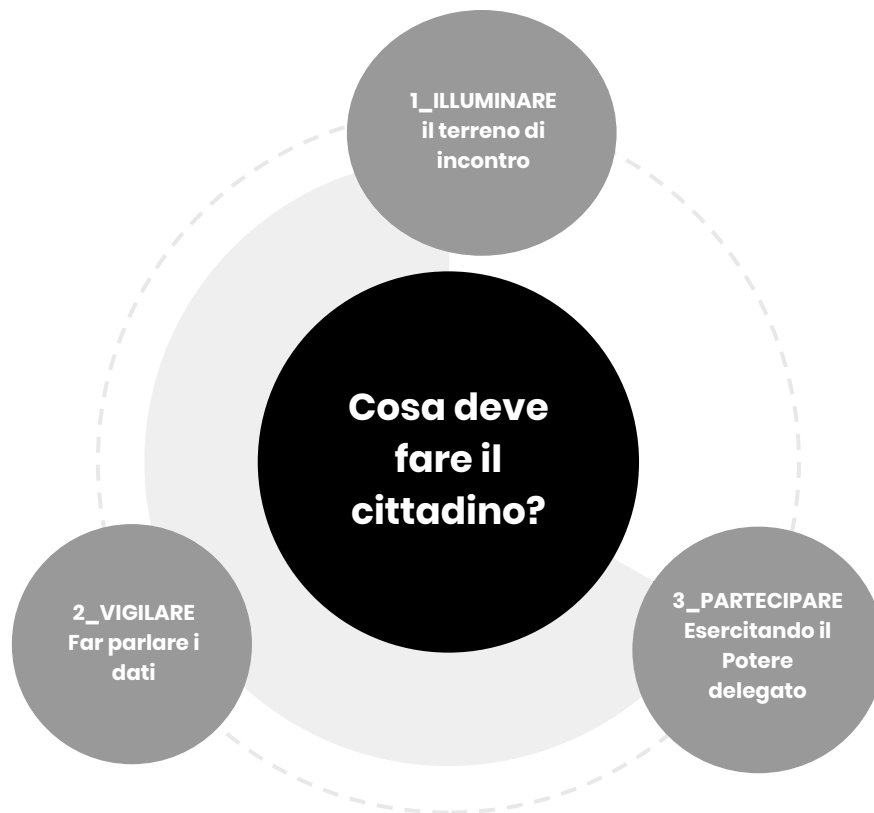 1_ILLUMINARE
il terreno di
incontro
Cosa deve
fare il
cittadino?
2_VIGILARE
Far parlare i
dati
3_PARTECIPARE
Esercitando il
Potere
delegato